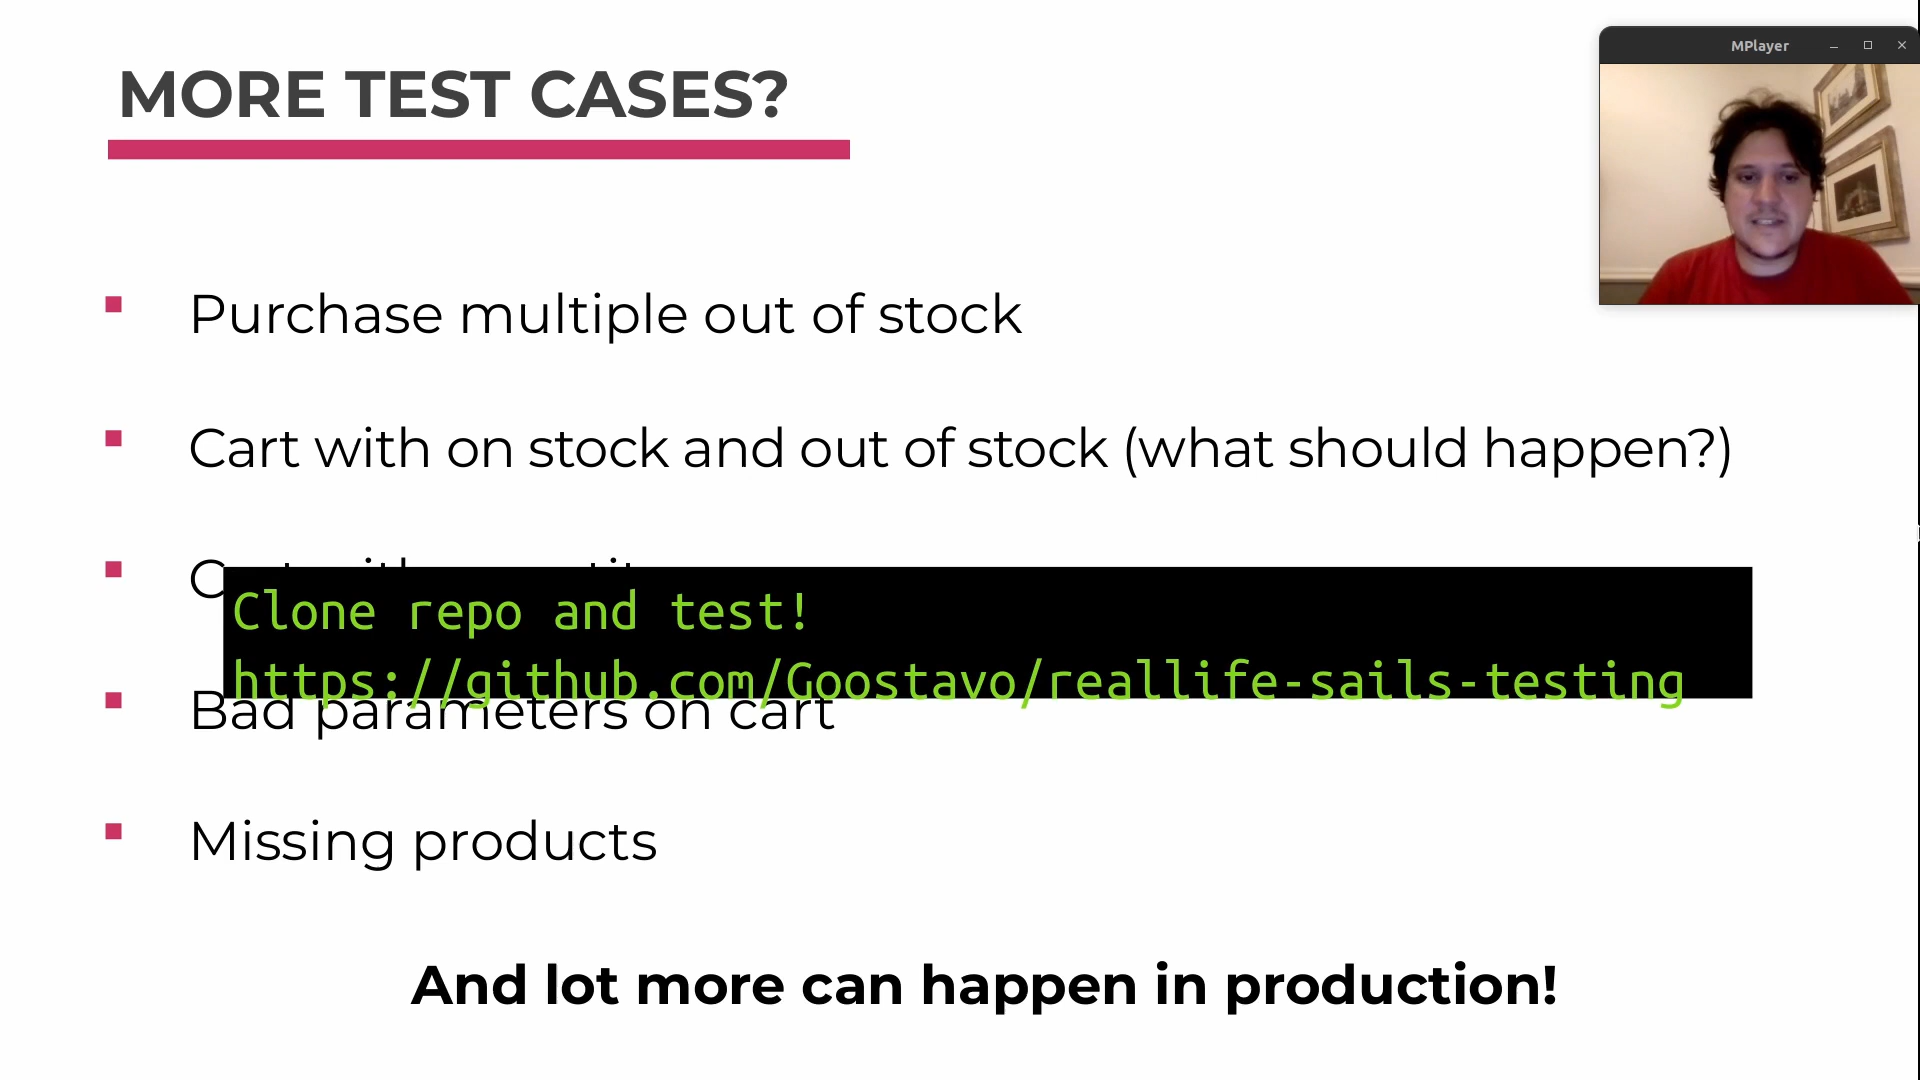 MORE TEST CASES?
MPlayer
Purchase multiple out of stock
Cart with on stock and out of stock (what should happen?)
Clone repo and test!
https://github.com/Goostavo/reallife-sails-testing
Bad parameters on cart
Missing products
And lot more can happen in production!